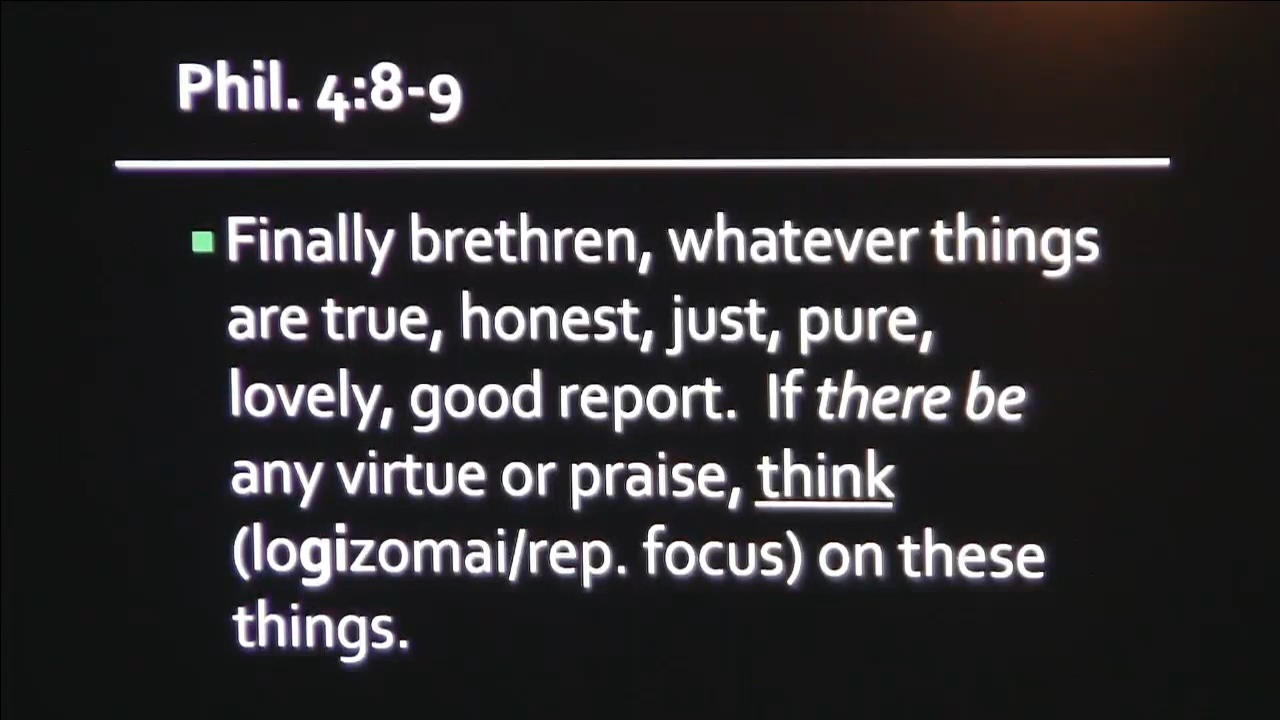 Phil. 4:8-9
Finally brethren, whatever things
are true, honest, just, pure,
lovely, good report. If there be
any virtue or praise, think
(logizomai/rep. focus) on these
things.